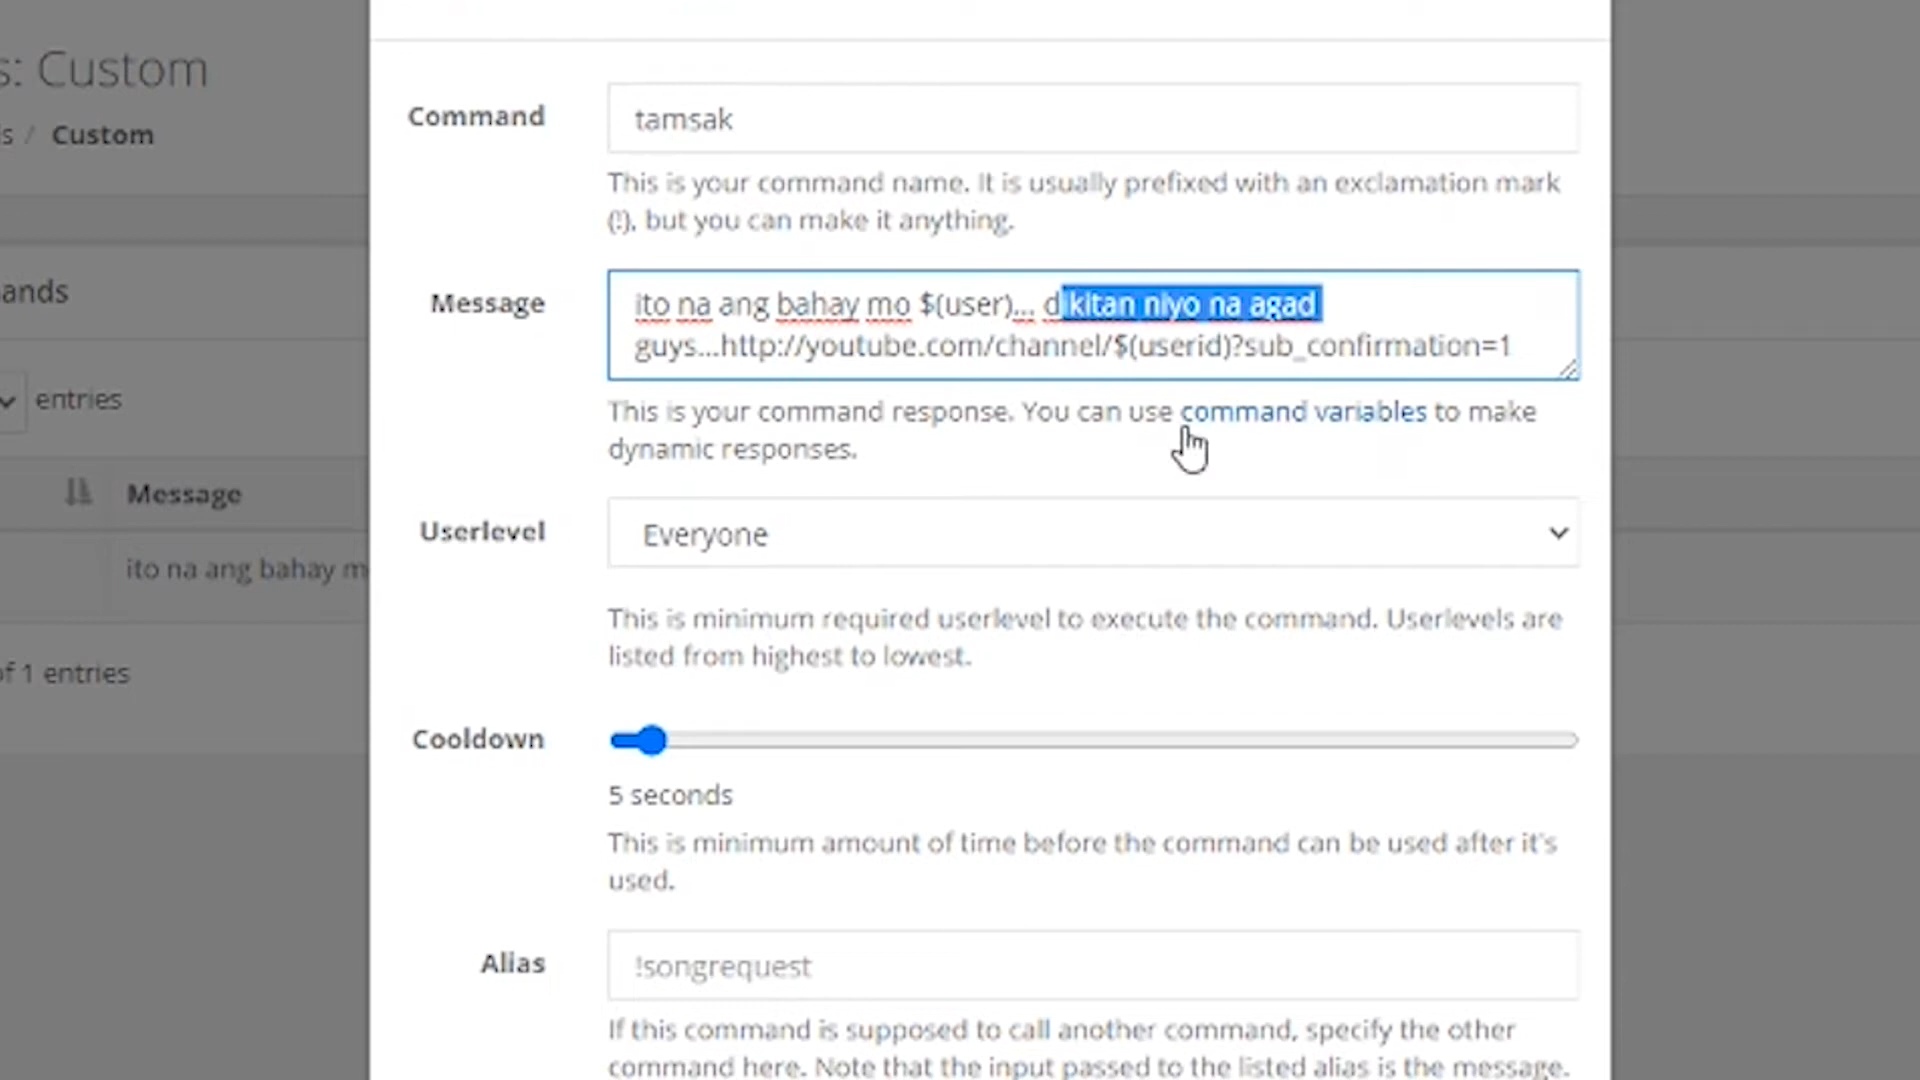 s: Custom
s / Custom
ands
entries
Message
ito na ang bahay m
of 1 entries
Command
tamsak
This is your command name. It is usually prefixed with an exclamation mark
(!), but you can make it anything.
Message
ito na ang bahay mo $(user)... dikitan niyo na agad
guys...http://youtube.com/channel/$(userid)?sub_confirmation=1
This is your command response. You can use command variables to make
dynamic responses.
Userlevel
Everyone
This is minimum required userlevel to execute the command. Userlevels are
listed from highest to lowest.
Cooldown
5 seconds
This is minimum amount of time before the command can be used after it's
used.
Alias
!songrequest
If this command is supposed to call another command, specify the other
command here. Note that the input passed to the listed alias is the message.